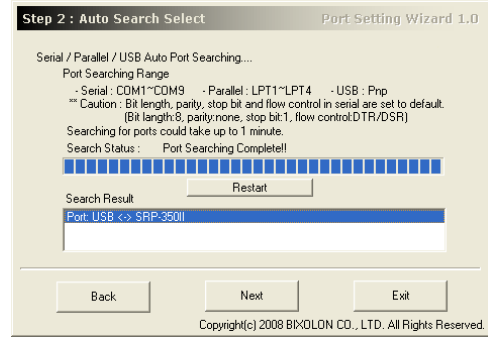 Step 2 : Auto Search Select Port Setting Wizard 1.0
Serial / Parallel / USB Auto Port Searching....
Port Searching Range
- Serial : COM1~COM9 - Parallel : LPT1~LPT4 - USB : Pnp
** Caution : Bit length, parity, stop bit and flow control in serial are set to default.
(Bit length:8, parity:none, stop bit:1, flow control:DTR/DSR)
Searching for ports could take up to 1 minute.
Search Status : Port Searching Complete!!
Restart
Search Result
Port: USB <-> SRP-350II
Back Next Exit
Copyright(c) 2008 BIXOLON CO., LTD. All Rights Reserved.